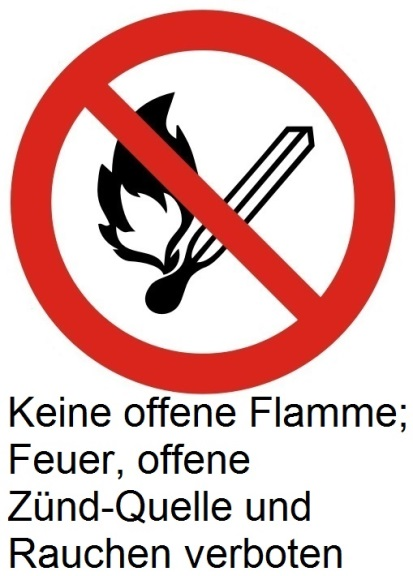 Keine offene Flamme;
Feuer, offene
Zünd-Quelle und
Rauchen verboten